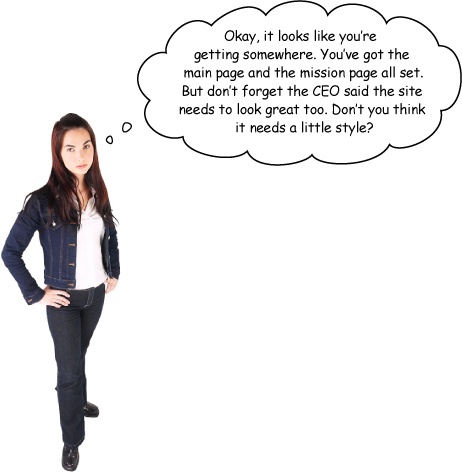 Okay, it looks like you're
getting somewhere. You've got the
main page and the mission page all set.
But don't forget the CEO said the site
needs to look great too. Don't you think
it needs a little style?